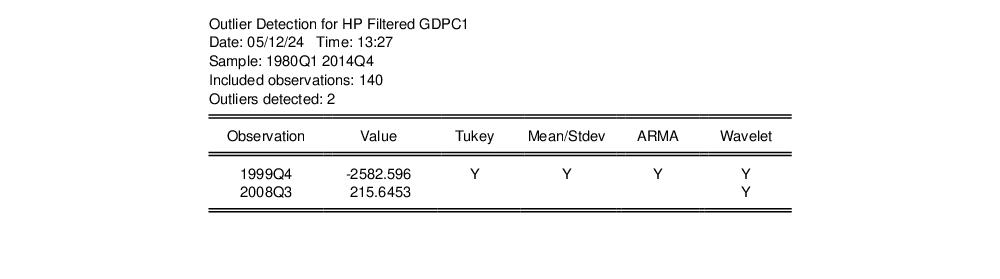 Outlier Detection for HP Filtered GDPC1
Date: 05/12/24 Time: 13:27
Sample: 1980Q1 2014Q4
Included observations: 140
Outliers detected: 2
Observation Value Tukey Mean/Stdev ARMA Wavelet
1999Q4 -2582.596 Y Y Y Y
2008Q3 215.6453 Y